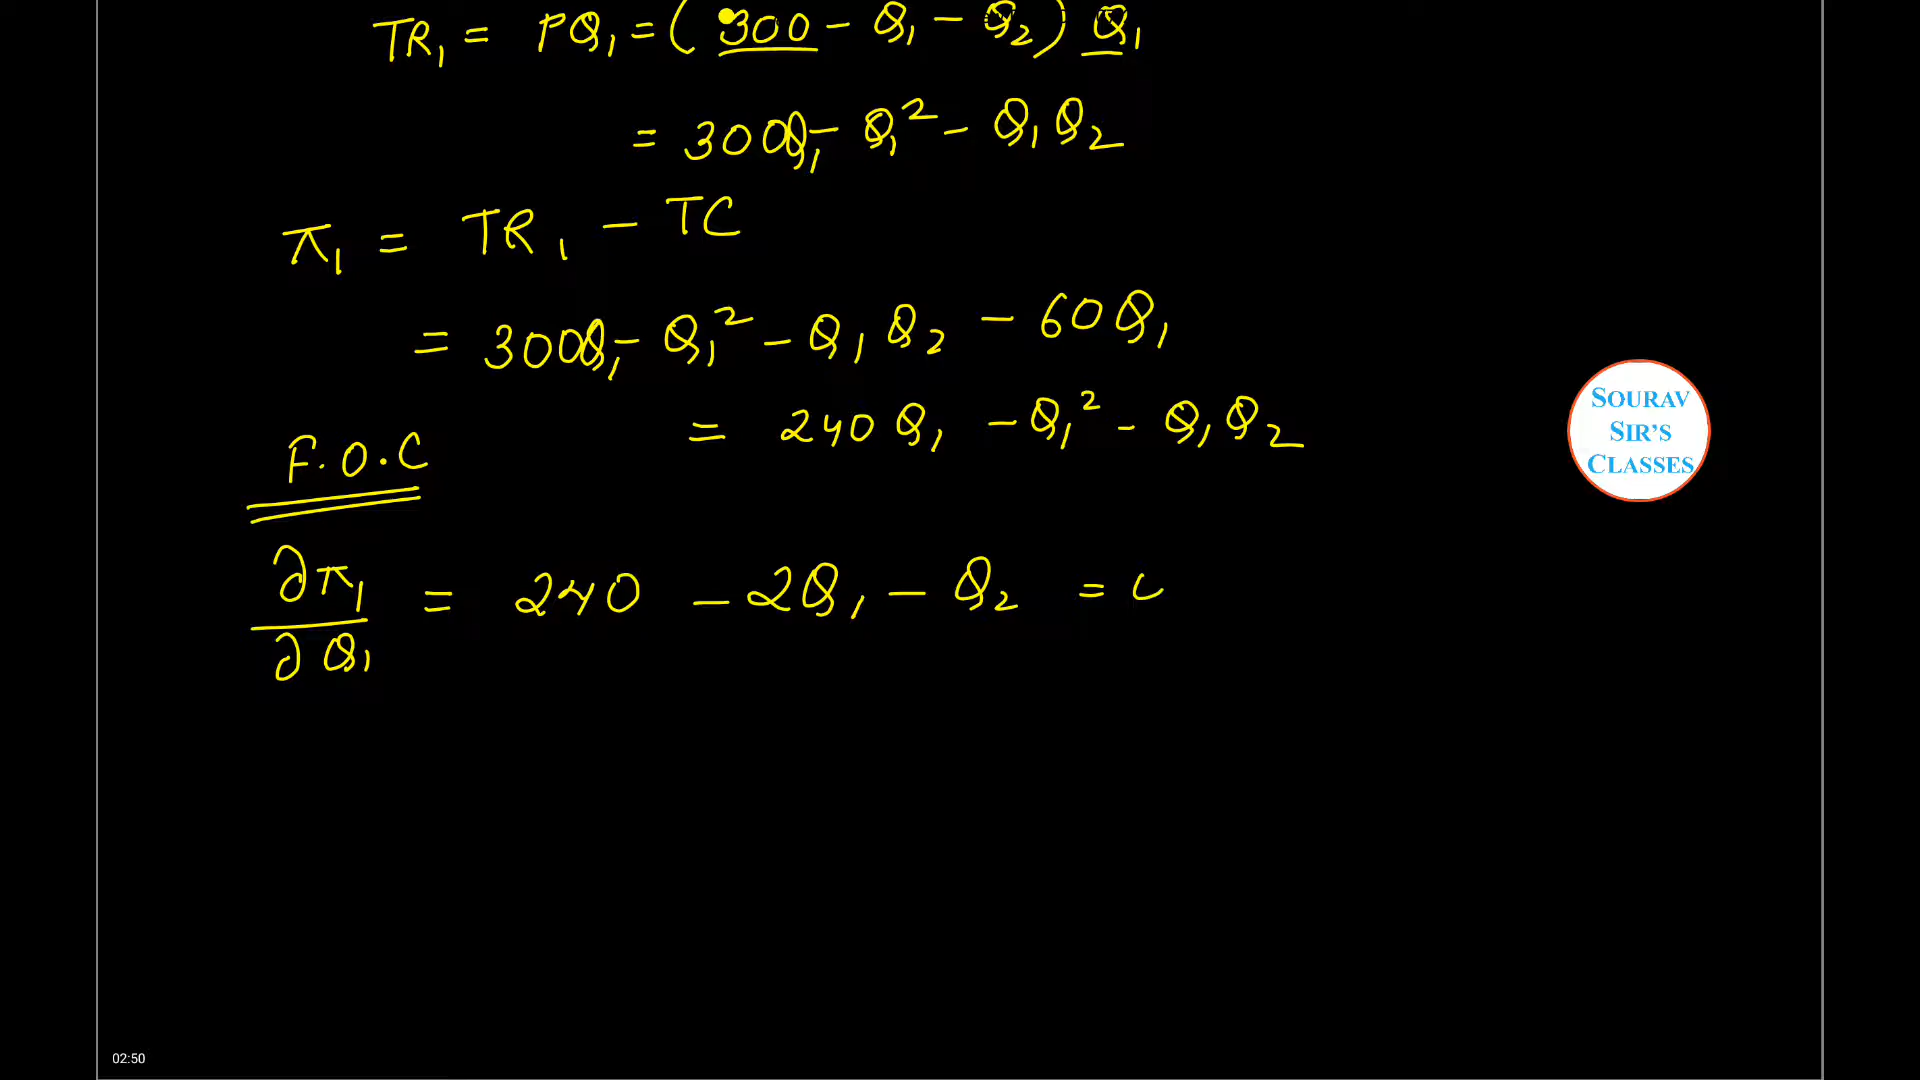 TR₁ = PQ₁ = (300 - Q₁ - Q₂) Q₁
= 300Q₁ - Q₁² - Q₁Q₂
π₁ = TR₁ - TC
= 300Q₁ - Q₁² - Q₁Q₂ - 60Q₁
= 240Q₁ - Q₁² - Q₁Q₂
F.O.C
∂π₁/∂Q₁ = 240 - 2Q₁ - Q₂ =
SOURAV
SIR'S
CLASSES
02:50